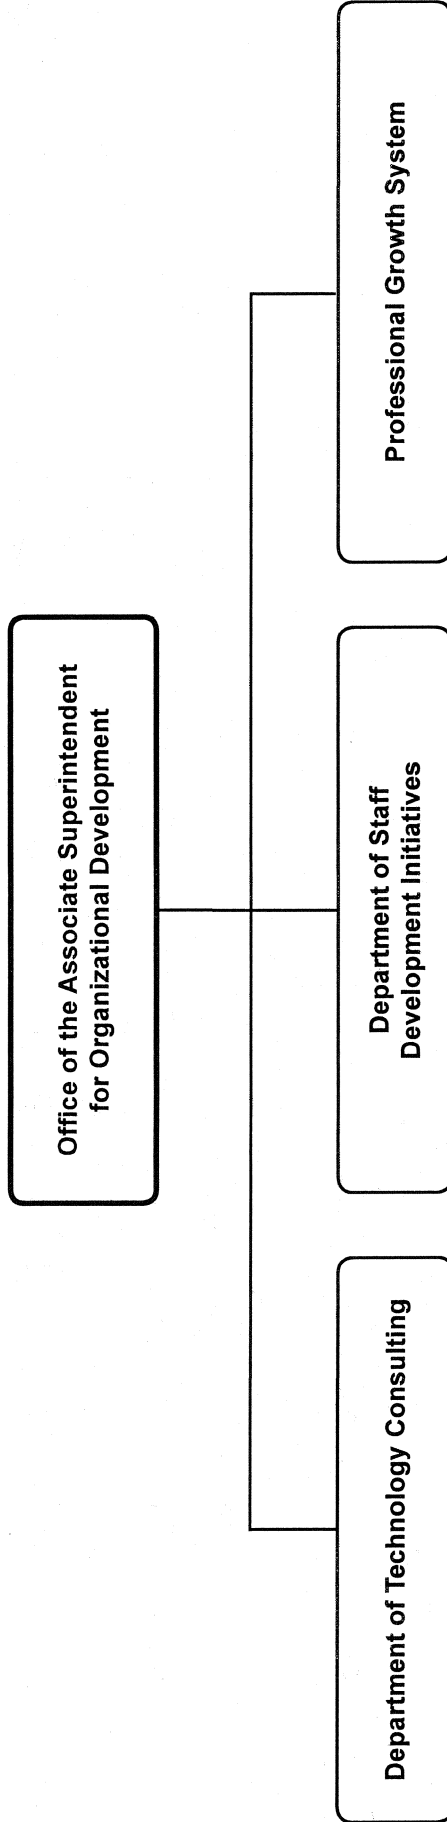 Office of the Associate Superintendent
for Organizational Development
Department of Technology Consulting
Department of Staff
Development Initiatives
Professional Growth System